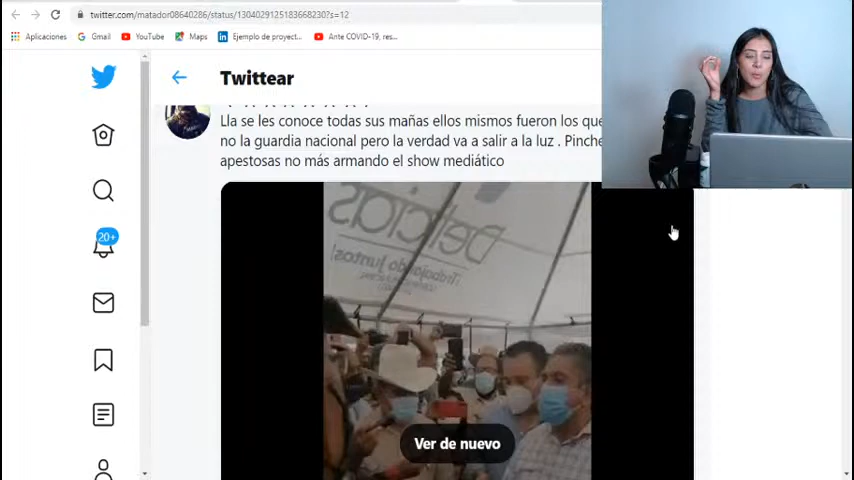 twitter.com/matador08640286/status/1304029125183668230?s=12
Aplicaciones
Gmail
YouTube
Maps
Ejemplo de proyect...
Ante COVID-19, res...
Twittear
Lla se les conoce todas sus mañas ellos mismos fueron los que
no la guardia nacional pero la verdad va a salir a la luz . Pinche
apestosas no más armando el show mediático
20+
Delicias
¡Trabajando Juntos!
Ver de nuevo